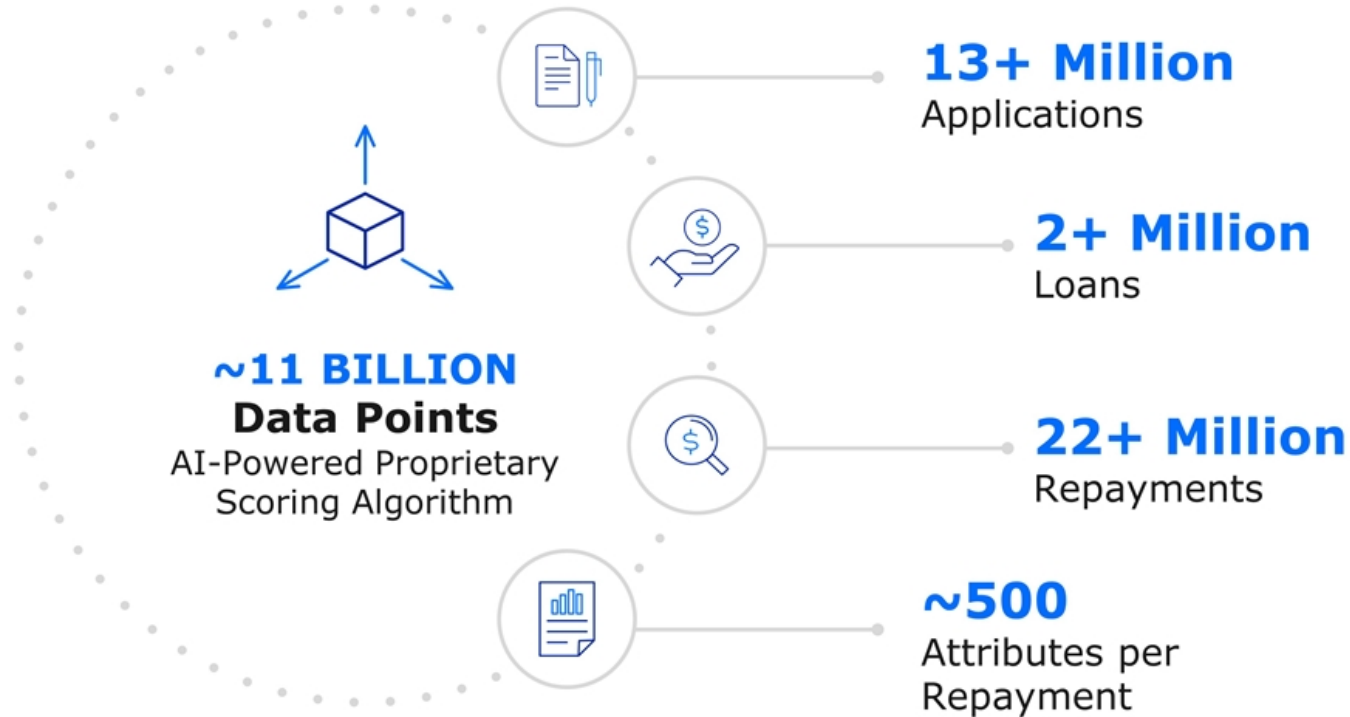 ~11 BILLION
Data Points
AI-Powered Proprietary
Scoring Algorithm
13+ Million
Applications
2+ Million
Loans
22+ Million
Repayments
~500
Attributes per
Repayment